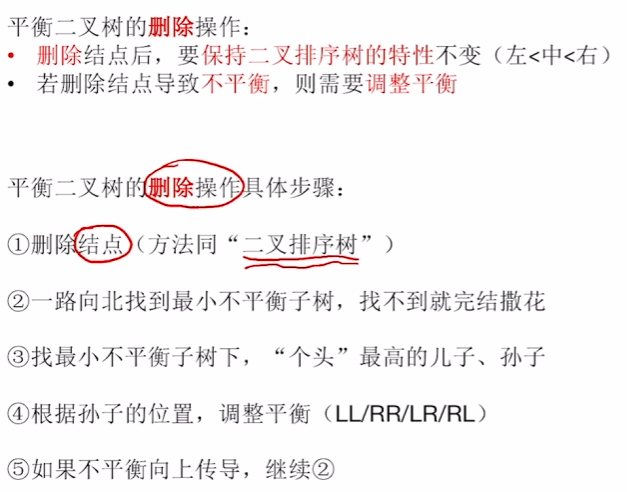 平衡二叉树的删除操作：
• 删除结点后，要保持二叉排序树的特性不变（左<中<右）
• 若删除结点导致不平衡，则需要调整平衡
平衡二叉树的删除操作具体步骤：
①删除结点（方法同“二叉排序树”）
②一路向北找到最小不平衡子树，找不到就完结撒花
③找最小不平衡子树下，“个头”最高的儿子、孙子
④根据孙子的位置，调整平衡（LL/RR/LR/RL）
⑤如果不平衡向上传导，继续②